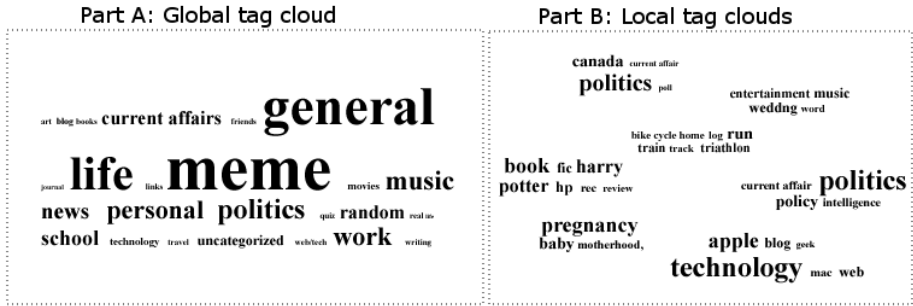 Part A: Global tag cloud
art blog books current affairs friends general
journal life links meme movies music
news personal politics quiz random real us
school technology travel uncategorized web/tech work writing
Part B: Local tag clouds
canada current affair
politics poll
entertainment music
weddng word
bike cycle home log run
train track triathlon
book fic harry
potter hp rec review
current affair politics
policy intelligence
pregnancy
baby motherhood,
apple blog geek
technology mac web